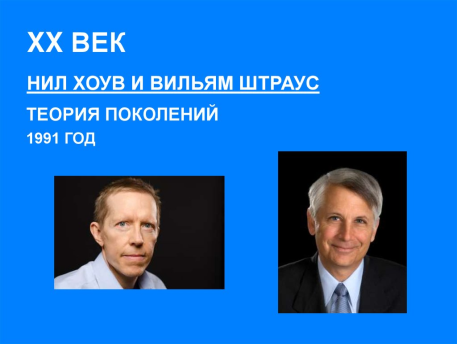 XX ВЕК
НИЛ ХОУВ И ВИЛЬЯМ ШТРАУС
ТЕОРИЯ ПОКОЛЕНИЙ
1991 ГОД